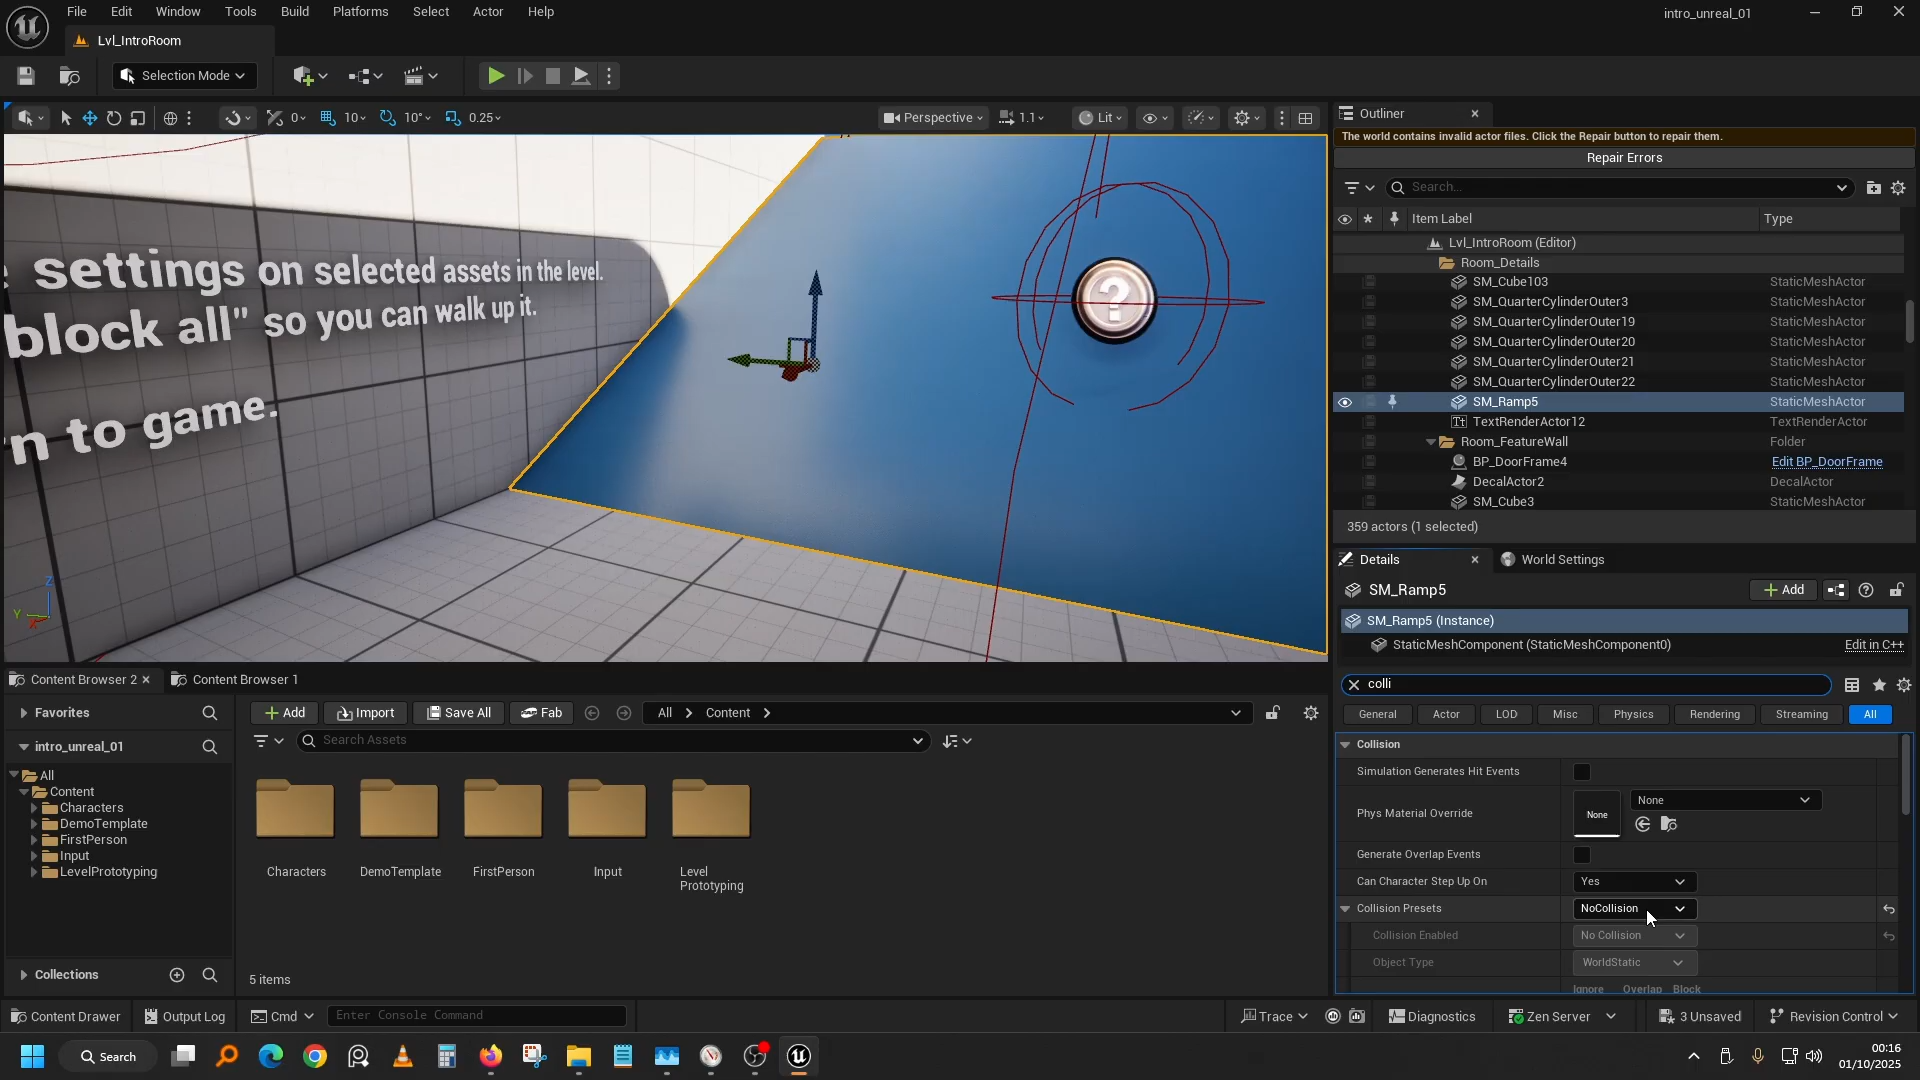 File Edit Window Tools Build Platforms Select Actor Help
intro_unreal_01
Lvl_IntroRoom
Selection Mode
0 10 10° 0.25
Perspective 1.1 Lit
settings on selected assets in the level.
block all" so you can walk up it.
n to game.
?
Z
Y
Outliner
The world contains invalid actor files. Click the Repair button to repair them.
Repair Errors
Search...
Item Label Type
Lvl_IntroRoom (Editor)
Room_Details
SM_Cube103 StaticMeshActor
SM_QuarterCylinderOuter3 StaticMeshActor
SM_QuarterCylinderOuter19 StaticMeshActor
SM_QuarterCylinderOuter20 StaticMeshActor
SM_QuarterCylinderOuter21 StaticMeshActor
SM_QuarterCylinderOuter22 StaticMeshActor
SM_Ramp5 StaticMeshActor
Tt TextRenderActor12 TextRenderActor
Room_FeatureWall Folder
BP_DoorFrame4 Edit BP_DoorFrame
DecalActor2 DecalActor
SM_Cube3 StaticMeshActor
359 actors (1 selected)
Details World Settings
SM_Ramp5 Add
SM_Ramp5 (Instance)
StaticMeshComponent (StaticMeshComponent0) Edit in C++
colli
General Actor LOD Misc Physics Rendering Streaming All
Collision
Simulation Generates Hit Events
Phys Material Override None None
Generate Overlap Events
Can Character Step Up On Yes
Collision Presets NoCollision
Collision Enabled No Collision
Object Type WorldStatic
Ignore Overlap Block
Content Browser 2 Content Browser 1
Favorites
intro_unreal_01
All
Content
Characters
DemoTemplate
FirstPerson
Input
LevelPrototyping
Collections
Add Import Save All Fab All Content
Search Assets
Characters DemoTemplate FirstPerson Input Level Prototyping
5 items
Content Drawer Output Log Cmd Enter Console Command Trace Diagnostics Zen Server 3 Unsaved Revision Control
Search
00:16
01/10/2025